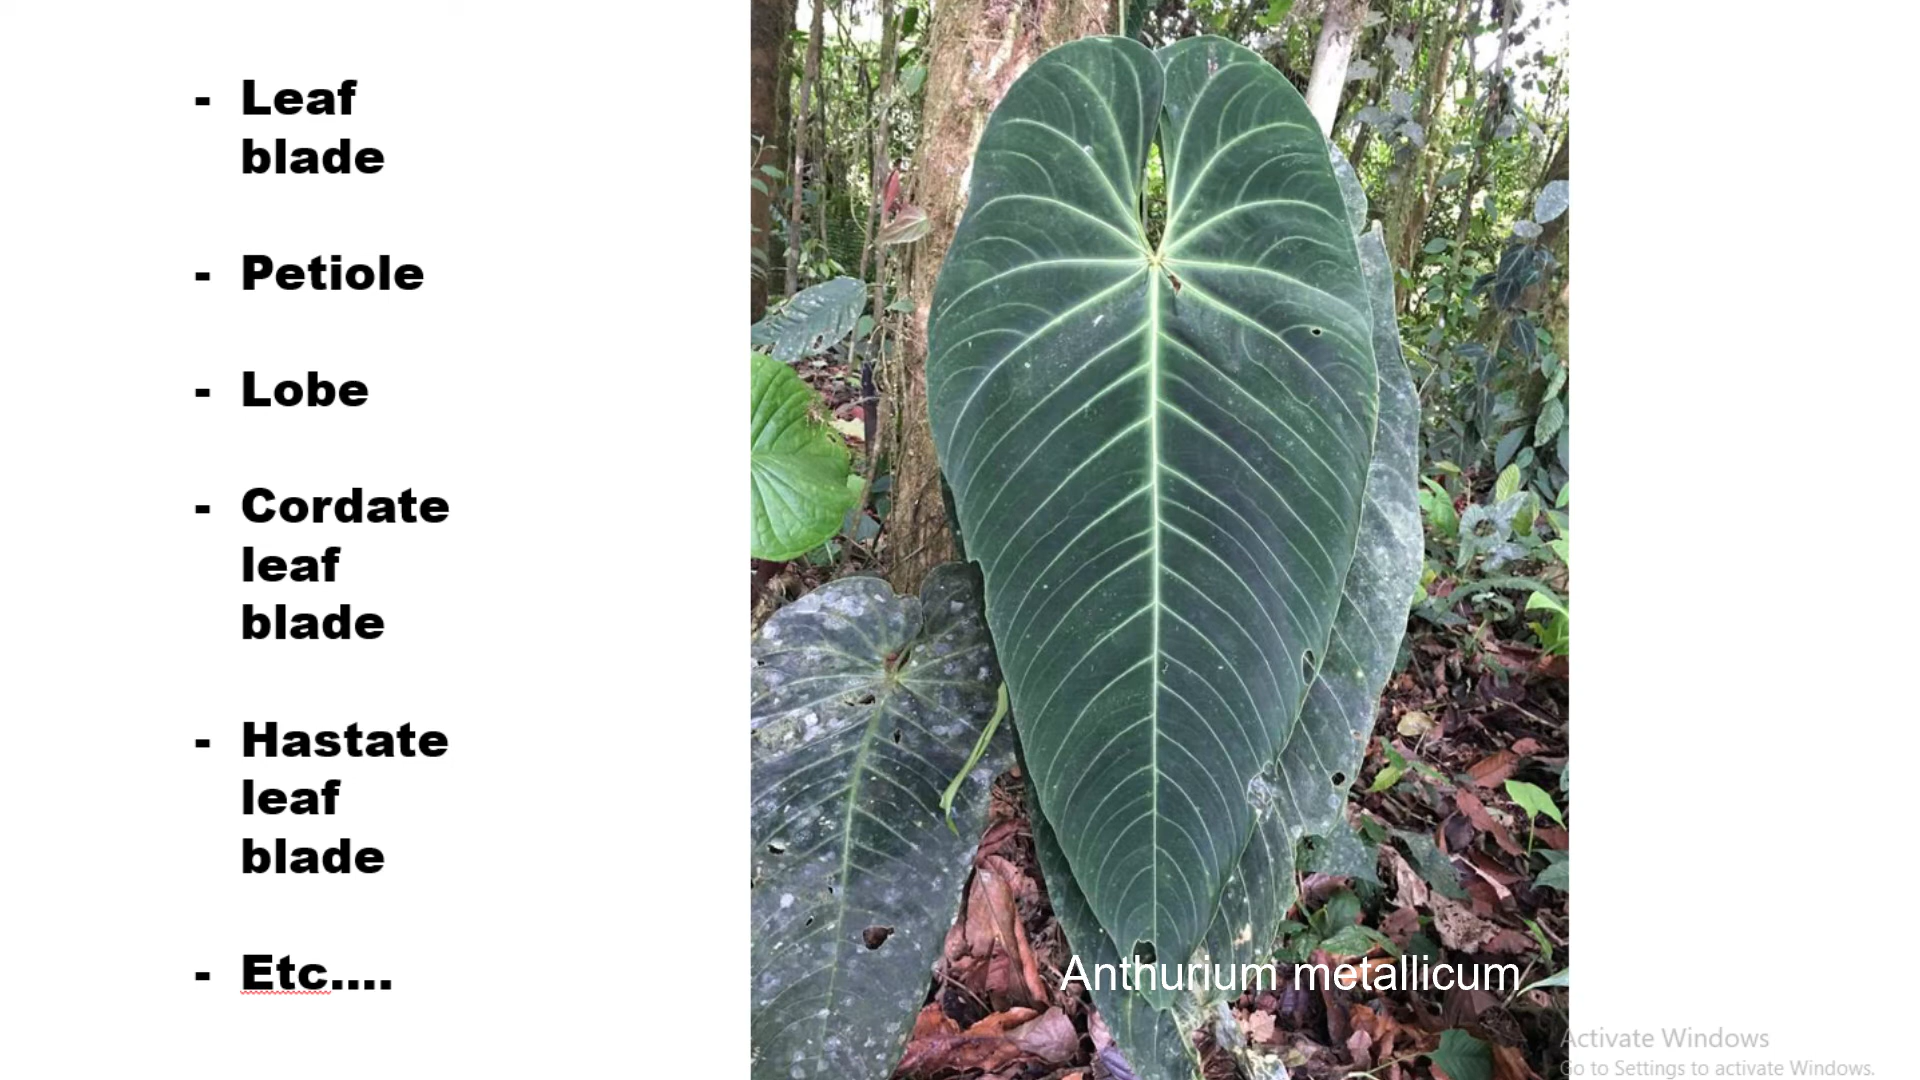 - Leaf
blade
- Petiole
- Lobe
- Cordate
leaf
blade
- Hastate
leaf
blade
- Etc....
Anthurium metallicum
Activate Windows
Go to Settings to activate Windows.